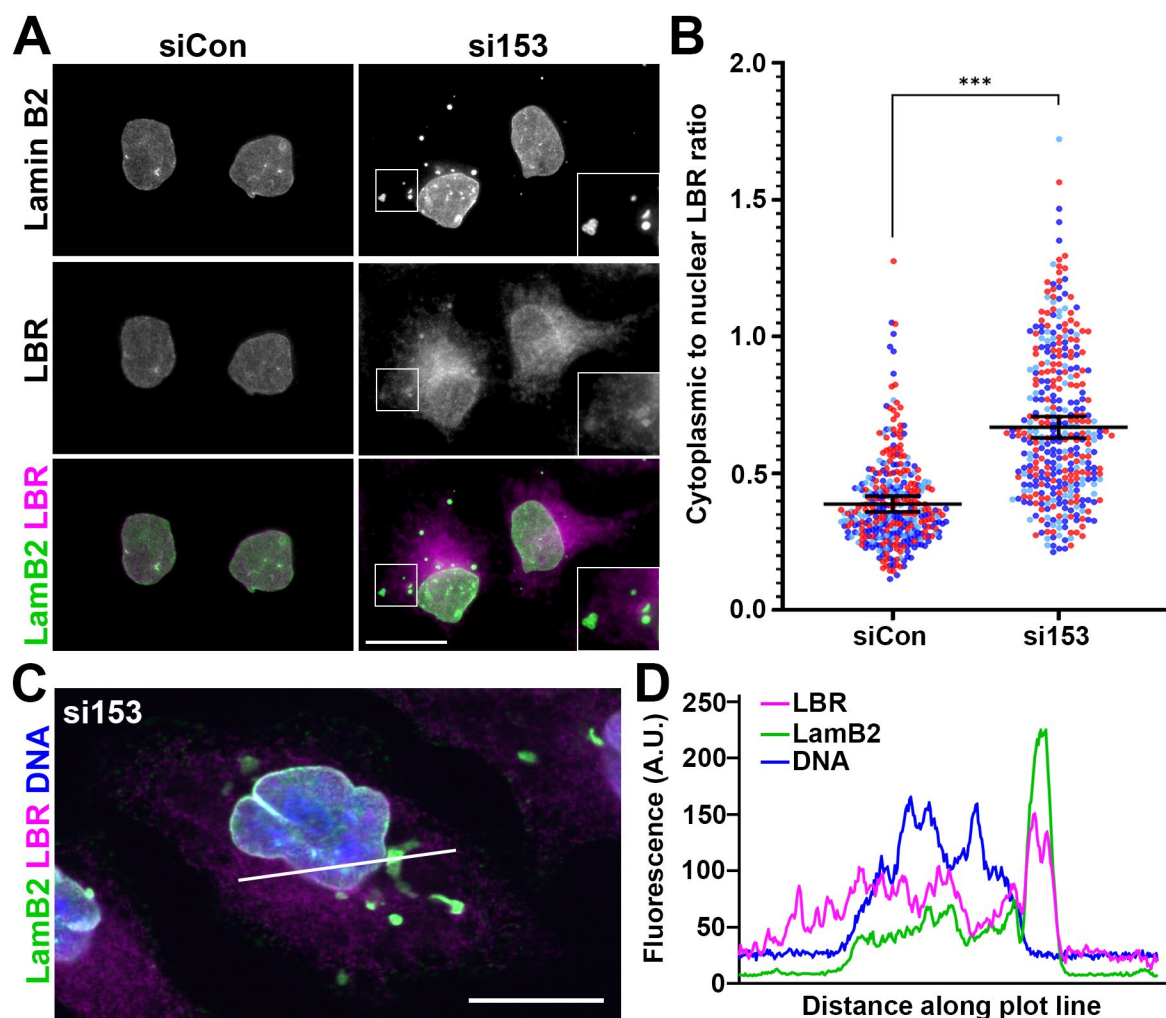 A
siCon
si153
Lamin B2
LBR
LamB2 LBR
B
Cytoplasmic to nuclear LBR ratio
2.0
1.5
1.0
0.5
0.0
***
siCon
si153
C
si153
LamB2 LBR DNA
D
Fluorescence (A.U.)
250
200
150
100
50
0
LBR
LamB2
DNA
Distance along plot line